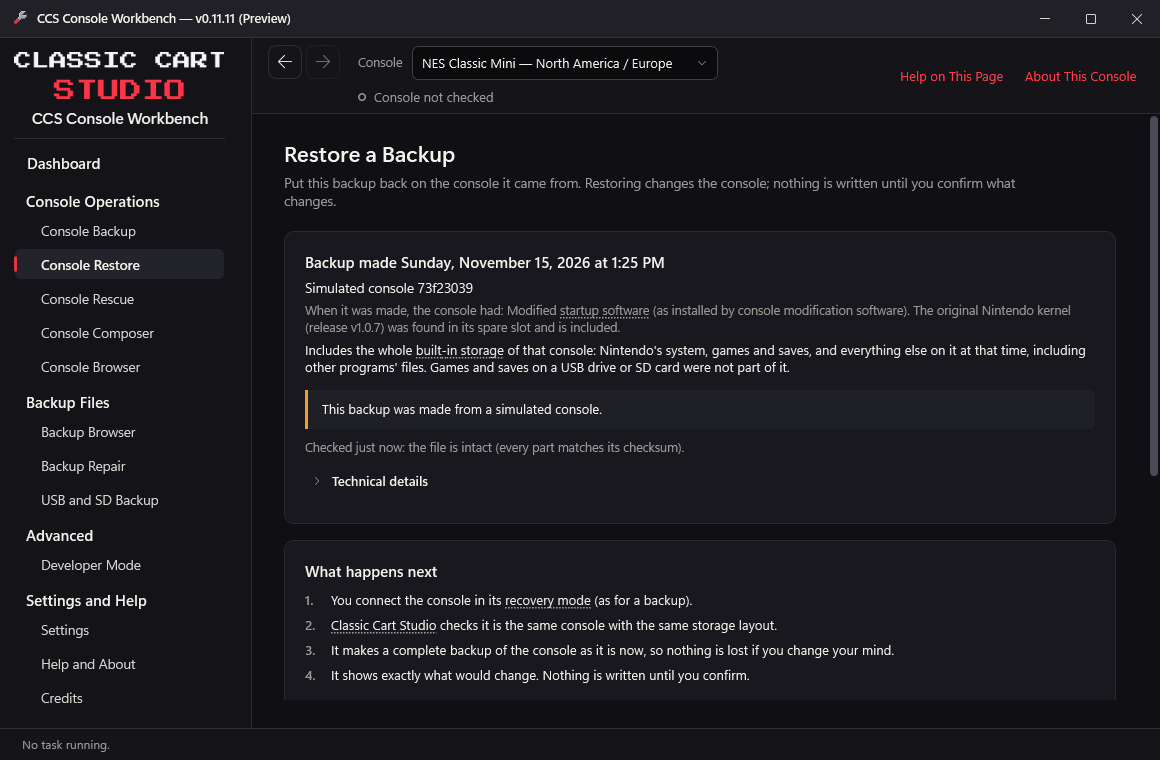 CCS Console Workbench — v0.11.11 (Preview)
CLASSIC CART
STUDIO
CCS Console Workbench
Dashboard
Console Operations
Console Backup
Console Restore
Console Rescue
Console Composer
Console Browser
Backup Files
Backup Browser
Backup Repair
USB and SD Backup
Advanced
Developer Mode
Settings and Help
Settings
Help and About
Credits
Console
NES Classic Mini — North America / Europe
Console not checked
Help on This Page
About This Console
Restore a Backup
Put this backup back on the console it came from. Restoring changes the console; nothing is written until you confirm what
changes.
Backup made Sunday, November 15, 2026 at 1:25 PM
Simulated console 73f23039
When it was made, the console had: Modified startup software (as installed by console modification software). The original Nintendo kernel
(release v1.0.7) was found in its spare slot and is included.
Includes the whole built-in storage of that console: Nintendo's system, games and saves, and everything else on it at that time, including
other programs' files. Games and saves on a USB drive or SD card were not part of it.
This backup was made from a simulated console.
Checked just now: the file is intact (every part matches its checksum).
Technical details
What happens next
1. You connect the console in its recovery mode (as for a backup).
2. Classic Cart Studio checks it is the same console with the same storage layout.
3. It makes a complete backup of the console as it is now, so nothing is lost if you change your mind.
4. It shows exactly what would change. Nothing is written until you confirm.
No task running.